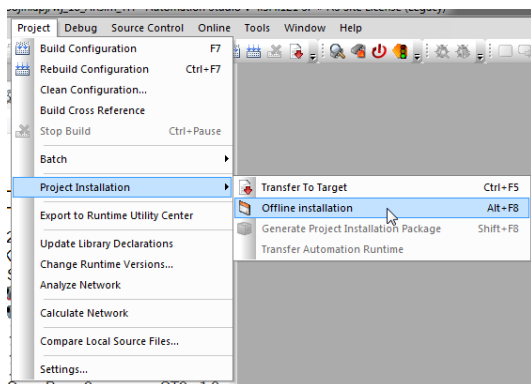 Project Debug Source Control Online Tools Window Help
Build Configuration F7
Rebuild Configuration Ctrl+F7
Clean Configuration...
Build Cross Reference
Stop Build Ctrl+Pause
Batch
Project Installation
Transfer To Target Ctrl+F5
Offline installation Alt+F8
Generate Project Installation Package Shift+F8
Transfer Automation Runtime
Export to Runtime Utility Center
Update Library Declarations
Change Runtime Versions...
Analyze Network
Calculate Network
Compare Local Source Files...
Settings...